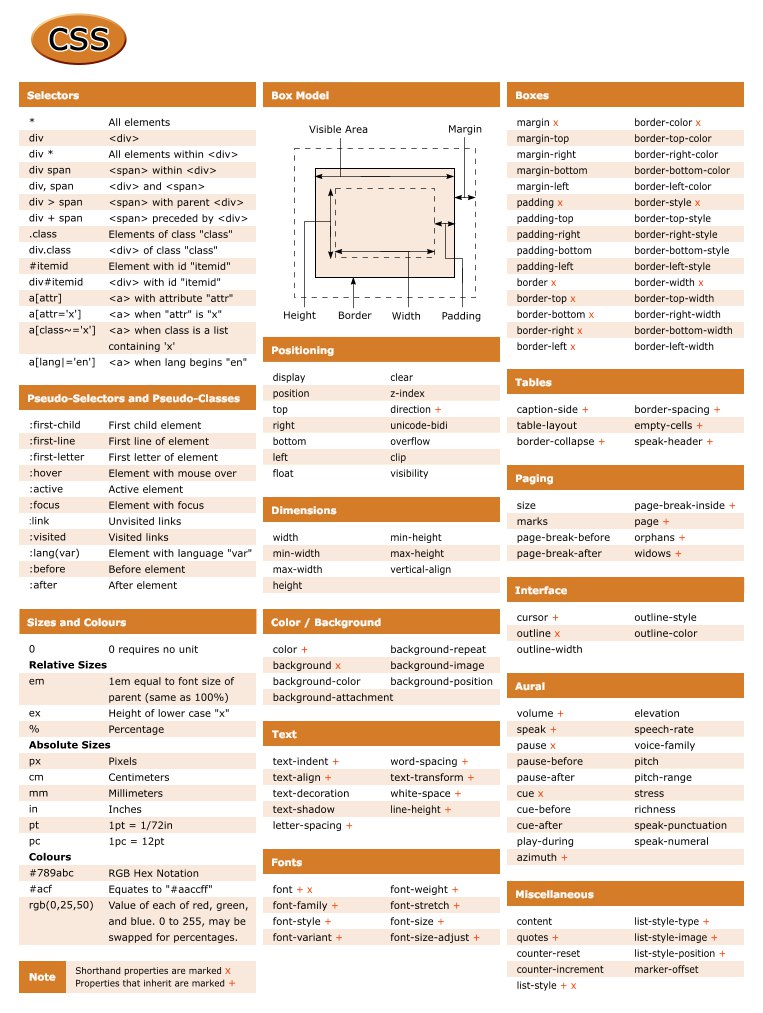 CSS
Selectors
* All elements
div <div>
div * All elements within <div>
div span <span> within <div>
div, span <div> and <span>
div > span <span> with parent <div>
div + span <span> preceded by <div>
.class Elements of class "class"
div.class <div> of class "class"
#itemid Element with id "itemid"
div#itemid <div> with id "itemid"
a[attr] <a> with attribute "attr"
a[attr='x'] <a> when "attr" is "x"
a[class~='x'] <a> when class is a list
containing 'x'
a[lang|='en'] <a> when lang begins "en"
Pseudo-Selectors and Pseudo-Classes
:first-child First child element
:first-line First line of element
:first-letter First letter of element
:hover Element with mouse over
:active Active element
:focus Element with focus
:link Unvisited links
:visited Visited links
:lang(var) Element with language "var"
:before Before element
:after After element
Sizes and Colours
0 0 requires no unit
Relative Sizes
em 1em equal to font size of
parent (same as 100%)
ex Height of lower case "x"
% Percentage
Absolute Sizes
px Pixels
cm Centimeters
mm Millimeters
in Inches
pt 1pt = 1/72in
pc 1pc = 12pt
Colours
#789abc RGB Hex Notation
#acf Equates to "#aaccff"
rgb(0,25,50) Value of each of red, green,
and blue. 0 to 255, may be
swapped for percentages.
Note
Shorthand properties are marked x
Properties that inherit are marked +
Box Model
Visible Area Margin
Height Border Width Padding
Positioning
display clear
position z-index
top direction +
right unicode-bidi
bottom overflow
left clip
float visibility
Dimensions
width min-height
min-width max-height
max-width vertical-align
height
Color / Background
color + background-repeat
background x background-image
background-color background-position
background-attachment
Text
text-indent + word-spacing +
text-align + text-transform +
text-decoration white-space +
text-shadow line-height +
letter-spacing +
Fonts
font + x font-weight +
font-family + font-stretch +
font-style + font-size +
font-variant + font-size-adjust +
Boxes
margin x border-color x
margin-top border-top-color
margin-right border-right-color
margin-bottom border-bottom-color
margin-left border-left-color
padding x border-style x
padding-top border-top-style
padding-right border-right-style
padding-bottom border-bottom-style
padding-left border-left-style
border x border-width x
border-top x border-top-width
border-bottom x border-right-width
border-right x border-bottom-width
border-left x border-left-width
Tables
caption-side + border-spacing +
table-layout empty-cells +
border-collapse + speak-header +
Paging
size page-break-inside +
marks page +
page-break-before orphans +
page-break-after widows +
Interface
cursor + outline-style
outline x outline-color
outline-width
Aural
volume + elevation
speak + speech-rate
pause x voice-family
pause-before pitch
pause-after pitch-range
cue x stress
cue-before richness
cue-after speak-punctuation
play-during speak-numeral
azimuth +
Miscellaneous
content list-style-type +
quotes + list-style-image +
counter-reset list-style-position +
counter-increment marker-offset
list-style + x